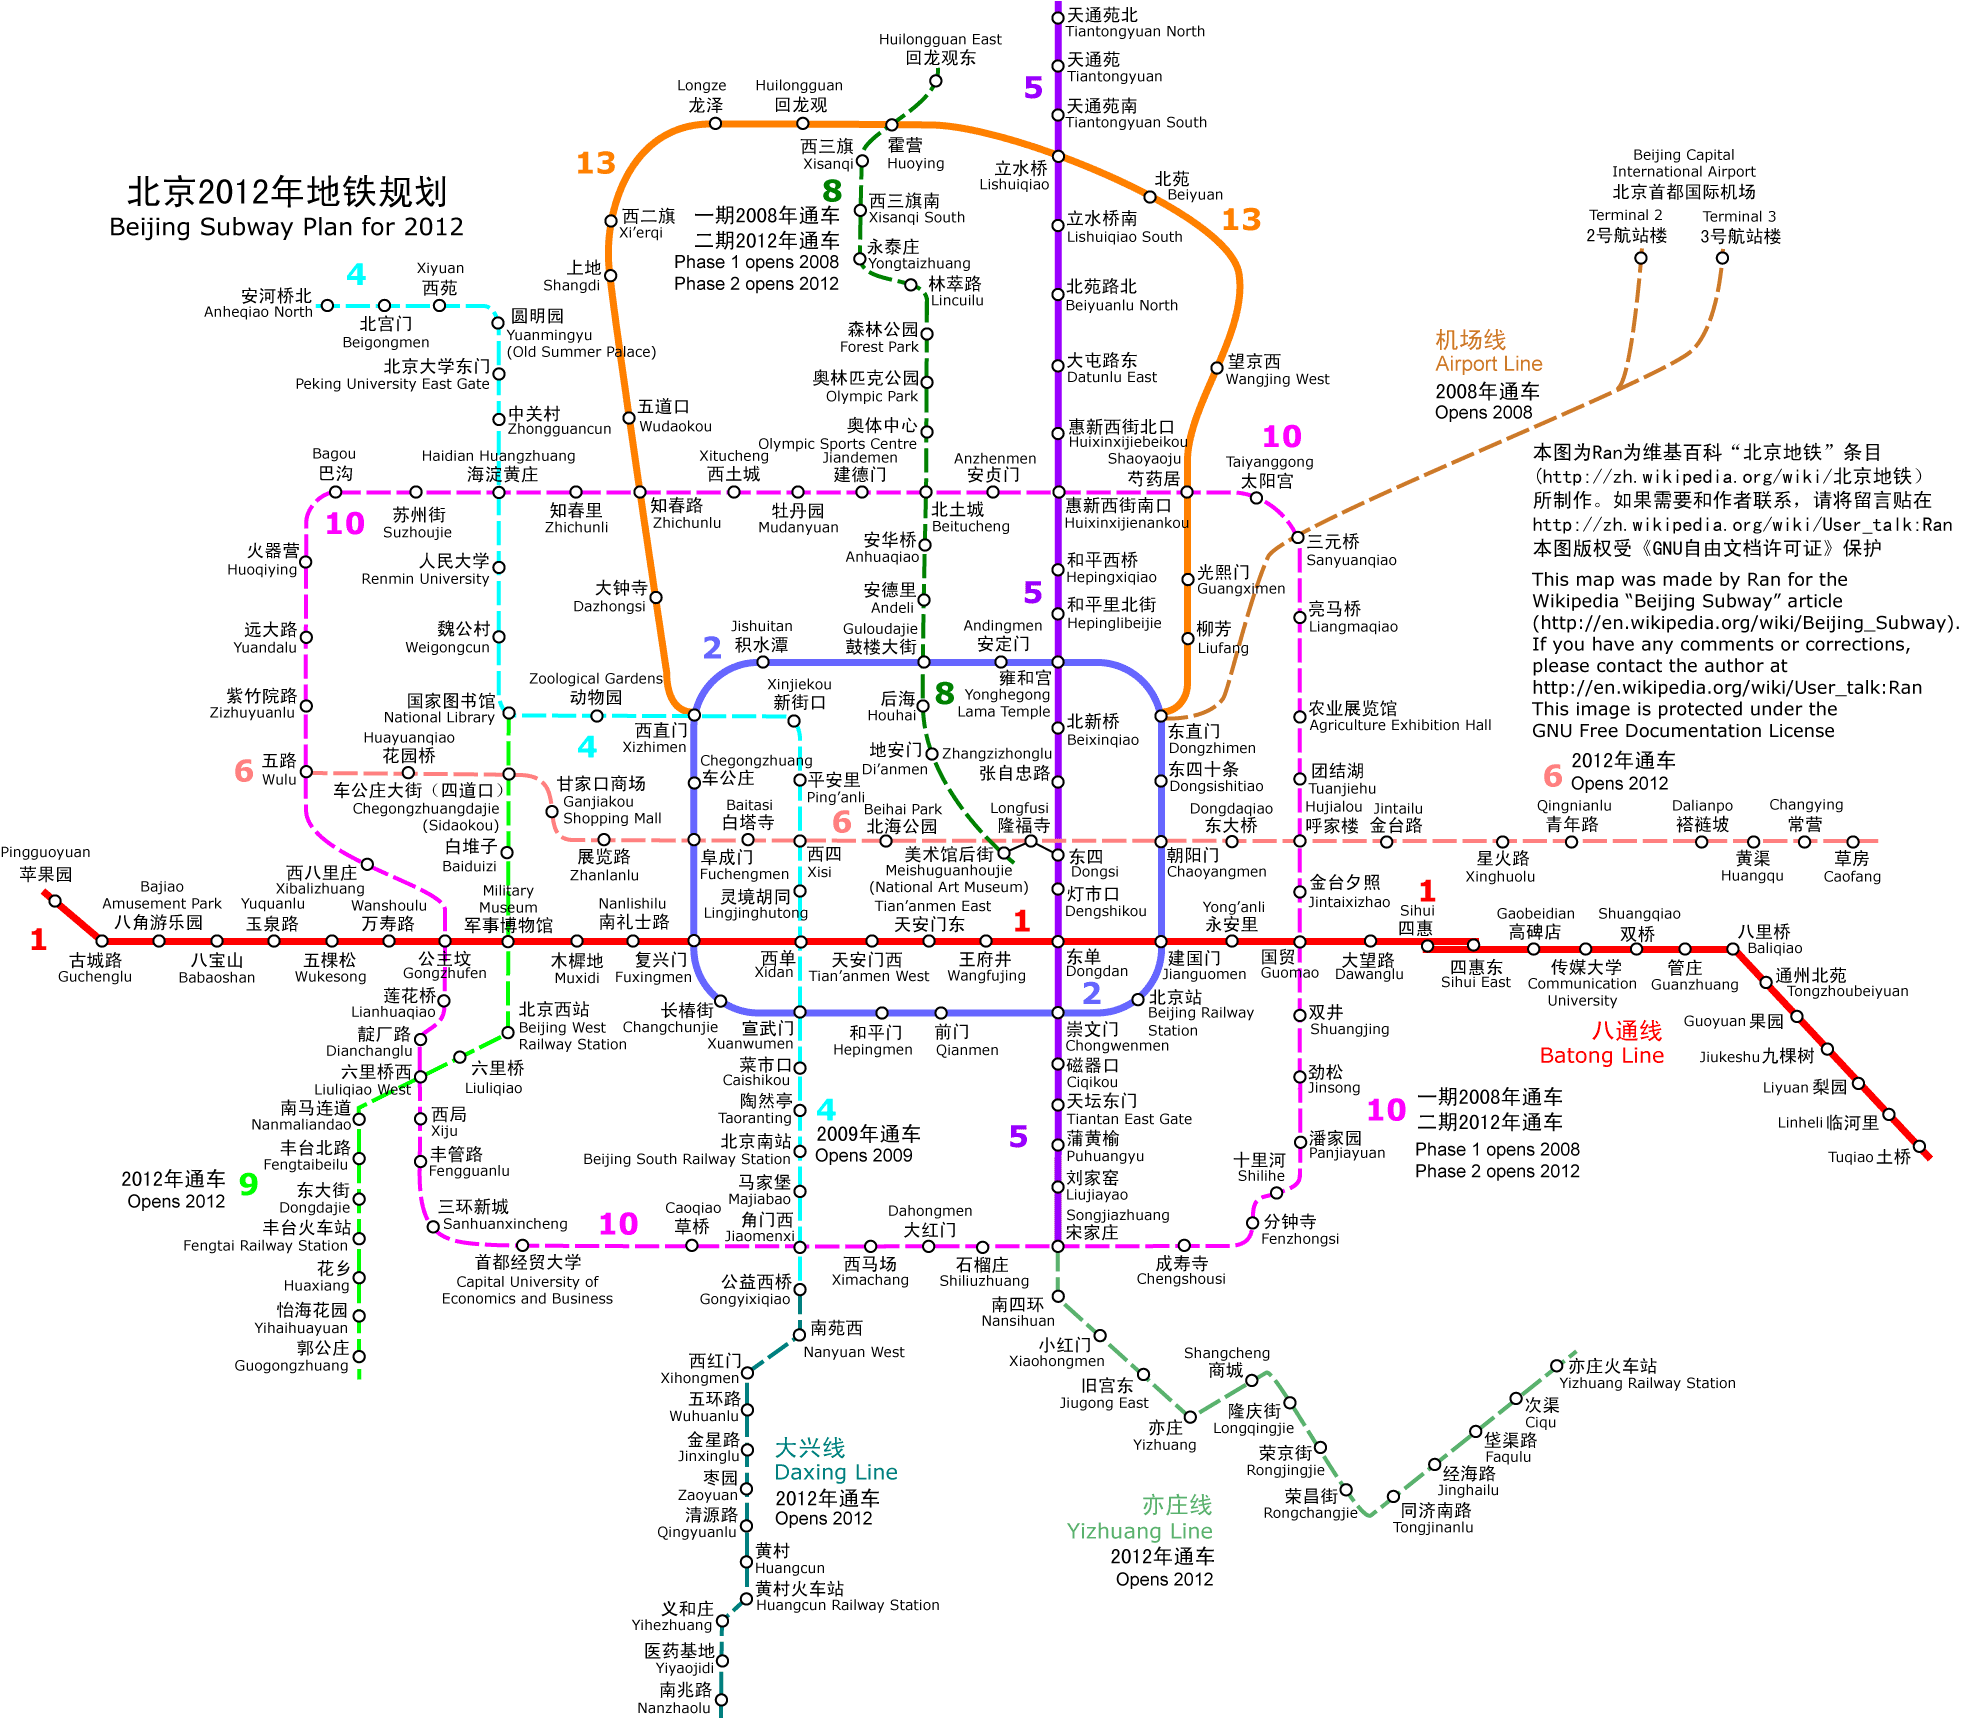 北京2012年地铁规划
Beijing Subway Plan for 2012
Huilongguan East
回龙观东
Longze
龙泽
Huilongguan
回龙观
霍营
Huoying
西三旗
Xisanqi
13
8
西三旗南
Xisanqi South
一期2008年通车
二期2012年通车
Phase 1 opens 2008
Phase 2 opens 2012
永泰庄
Yongtaizhuang
林萃路
Lincuilu
森林公园
Forest Park
奥林匹克公园
Olympic Park
奥体中心
Olympic Sports Centre
西二旗
Xi'erqi
上地
Shangdi
五道口
Wudaokou
天通苑北
Tiantongyuan North
天通苑
Tiantongyuan
5
天通苑南
Tiantongyuan South
立水桥
Lishuiqiao
北苑
Beiyuan
13
立水桥南
Lishuiqiao South
北苑路北
Beiyuanlu North
大屯路东
Datunlu East
望京西
Wangjing West
惠新西街北口
Huixinxijiebeikou
Shaoyaoju
芍药居
Beijing Capital
International Airport
北京首都国际机场
Terminal 2
2号航站楼
Terminal 3
3号航站楼
机场线
Airport Line
2008年通车
Opens 2008
4
安河桥北
Anheqiao North
北宫门
Beigongmen
Xiyuan
西苑
圆明园
Yuanmingyu
(Old Summer Palace)
北京大学东门
Peking University East Gate
中关村
Zhongguancun
Bagou
巴沟
10
苏州街
Suzhoujie
Haidian Huangzhuang
海淀黄庄
知春里
Zhichunli
知春路
Zhichunlu
Xitucheng
西土城
牡丹园
Mudanyuan
Jiandemen
建德门
北土城
Beitucheng
Anzhenmen
安贞门
惠新西街南口
Huixinxijienankou
10
Taiyanggong
太阳宫
三元桥
Sanyuanqiao
本图为Ran为维基百科“北京地铁”条目
(http://zh.wikipedia.org/wiki/北京地铁)
所制作。如果需要和作者联系，请将留言贴在
http://zh.wikipedia.org/wiki/User_talk:Ran
本图版权受《GNU自由文档许可证》保护
This map was made by Ran for the
Wikipedia “Beijing Subway” article
(http://en.wikipedia.org/wiki/Beijing_Subway).
If you have any comments or corrections,
please contact the author at
http://en.wikipedia.org/wiki/User_talk:Ran
This image is protected under the
GNU Free Documentation License
火器营
Huoqiying
远大路
Yuandalu
紫竹院路
Zizhuyuanlu
人民大学
Renmin University
魏公村
Weigongcun
国家图书馆
National Library
大钟寺
Dazhongsi
安华桥
Anhuaqiao
安德里
Andeli
Guloudajie
鼓楼大街
和平西桥
Hepingxiqiao
5
和平里北街
Hepinglibeijie
光熙门
Guangximen
柳芳
Liufang
亮马桥
Liangmaqiao
农业展览馆
Agriculture Exhibition Hall
2
Jishuitan
积水潭
Andingmen
安定门
雍和宫
Yonghegong
Lama Temple
Zoological Gardens
动物园
4
西直门
Xizhimen
Xinjiekou
新街口
8
后海
Houhai
地安门
Di'anmen
北新桥
Beixinqiao
Zhangzizhonglu
张自忠路
东直门
Dongzhimen
东四十条
Dongsishitiao
团结湖
Tuanjiehu
6
五路
Wulu
Huayuanqiao
花园桥
车公庄大街（四道口）
Chegongzhuangdajie
(Sidaokou)
甘家口商场
Ganjiakou
Shopping Mall
展览路
Zhanlanlu
Chegongzhuang
车公庄
平安里
Ping'anli
阜成门
Fuchengmen
Baitasi
白塔寺
西四
Xisi
6
Beihai Park
北海公园
美术馆后街
Meishuguanhoujie
(National Art Museum)
Longfusi
隆福寺
东四
Dongsi
朝阳门
Chaoyangmen
Dongdaqiao
东大桥
Hujialou
呼家楼
Jintailu
金台路
6
2012年通车
Opens 2012
星火路
Xinghuolu
Qingnianlu
青年路
Dalianpo
褡裢坡
黄渠
Huangqu
Changying
常营
草房
Caofang
白堆子
Baiduizi
灵境胡同
Lingjinghutong
灯市口
Dengshikou
金台夕照
Jintaixizhao
Pingguoyuan
苹果园
1
古城路
Guchenglu
Bajiao
Amusement Park
八角游乐园
八宝山
Babaoshan
Yuquanlu
玉泉路
五棵松
Wukesong
西八里庄
Xibalizhuang
Wanshoulu
万寿路
公主坟
Gongzhufen
Military
Museum
军事博物馆
木樨地
Muxidi
Nanlishilu
南礼士路
复兴门
Fuxingmen
西单
Xidan
天安门西
Tian'anmen West
Tian'anmen East
天安门东
王府井
Wangfujing
1
东单
Dongdan
建国门
Jianguomen
Yong'anli
永安里
国贸
Guomao
大望路
Dawanglu
1
Sihui
四惠
四惠东
Sihui East
Gaobeidian
高碑店
传媒大学
Communication
University
Shuangqiao
双桥
管庄
Guanzhuang
八里桥
Baliqiao
通州北苑
Tongzhoubeiyuan
Guoyuan 果园
Jiukeshu 九棵树
Liyuan 梨园
Linheli 临河里
Tuqiao 土桥
八通线
Batong Line
莲花桥
Lianhuaqiao
靛厂路
Dianchanglu
六里桥西
Liuliqiao West
北京西站
Beijing West
Railway Station
六里桥
Liuliqiao
长椿街
Changchunjie
宣武门
Xuanwumen
和平门
Hepingmen
前门
Qianmen
2
崇文门
Chongwenmen
北京站
Beijing Railway
Station
双井
Shuangjing
劲松
Jinsong
10
一期2008年通车
二期2012年通车
Phase 1 opens 2008
Phase 2 opens 2012
潘家园
Panjiayuan
十里河
Shilihe
分钟寺
Fenzhongsi
成寿寺
Chengshousi
菜市口
Caishikou
陶然亭
Taoranting
4
2009年通车
Opens 2009
北京南站
Beijing South Railway Station
马家堡
Majiabao
角门西
Jiaomenxi
公益西桥
Gongyixiqiao
磁器口
Ciqikou
天坛东门
Tiantan East Gate
5
蒲黄榆
Puhuangyu
刘家窑
Liujiayao
Songjiazhuang
宋家庄
南马连道
Nanmaliandao
丰台北路
Fengtaibeilu
2012年通车
Opens 2012
9
东大街
Dongdajie
丰台火车站
Fengtai Railway Station
花乡
Huaxiang
怡海花园
Yihaihuayuan
郭公庄
Guogongzhuang
西局
Xiju
丰管路
Fengguanlu
三环新城
Sanhuanxincheng
首都经贸大学
Capital University of
Economics and Business
10
Caoqiao
草桥
西马场
Ximachang
Dahongmen
大红门
石榴庄
Shiliuzhuang
南苑西
Nanyuan West
西红门
Xihongmen
五环路
Wuhuanlu
金星路
Jinxinglu
枣园
Zaoyuan
清源路
Qingyuanlu
黄村
Huangcun
黄村火车站
Huangcun Railway Station
义和庄
Yihezhuang
医药基地
Yiyaojidi
南兆路
Nanzhaolu
大兴线
Daxing Line
2012年通车
Opens 2012
南四环
Nansihuan
小红门
Xiaohongmen
旧宫东
Jiugong East
亦庄
Yizhuang
Shangcheng
商城
隆庆街
Longqingjie
荣京街
Rongjingjie
荣昌街
Rongchangjie
同济南路
Tongjinanlu
经海路
Jinghailu
垡渠路
Faqulu
次渠
Ciqu
亦庄火车站
Yizhuang Railway Station
亦庄线
Yizhuang Line
2012年通车
Opens 2012